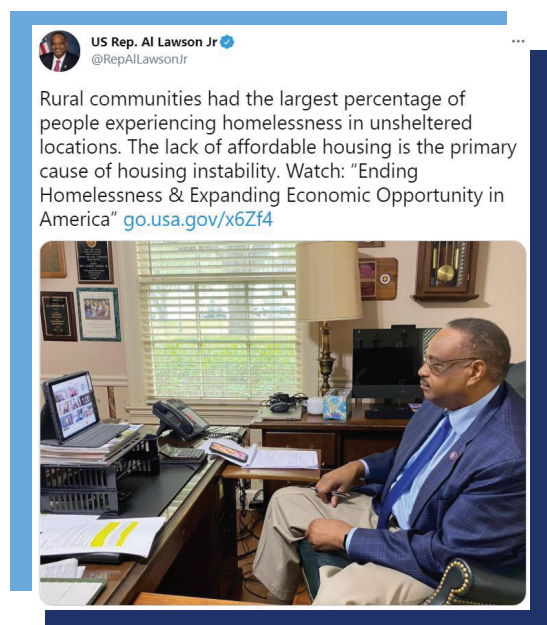 US Rep. Al Lawson Jr
@RepAlLawsonJr
Rural communities had the largest percentage of
people experiencing homelessness in unsheltered
locations. The lack of affordable housing is the primary
cause of housing instability. Watch: “Ending
Homelessness & Expanding Economic Opportunity in
America” go.usa.gov/x6Zf4